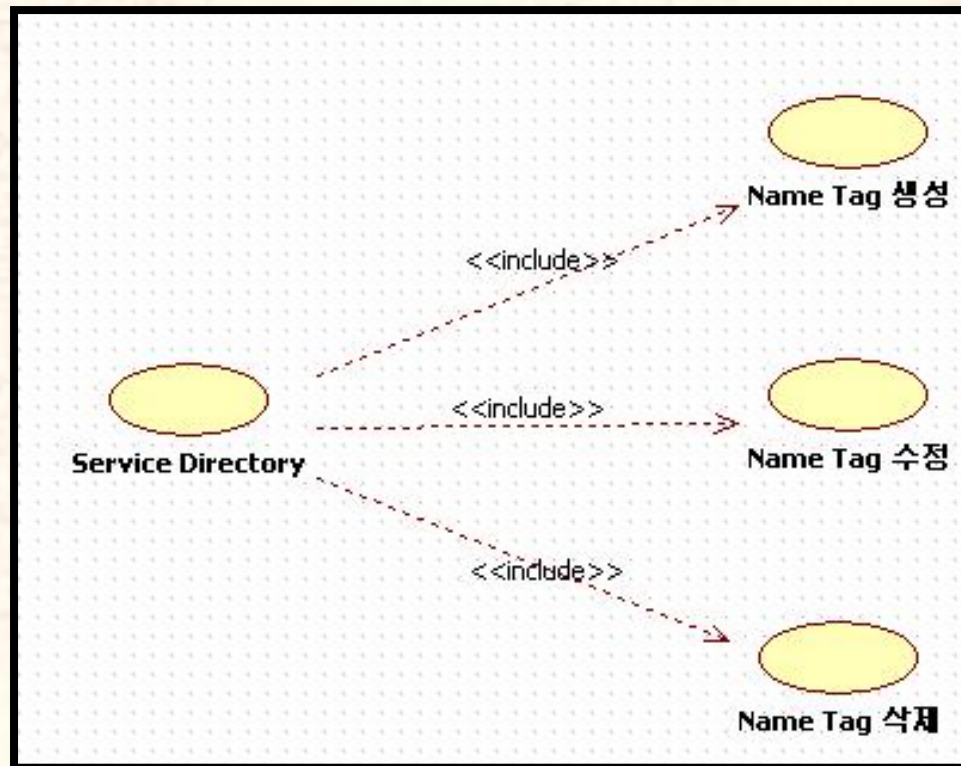 Name Tag 생성
<<include>>
<<include>>
Service Directory
Name Tag 수정
<<include>>
Name Tag 삭제